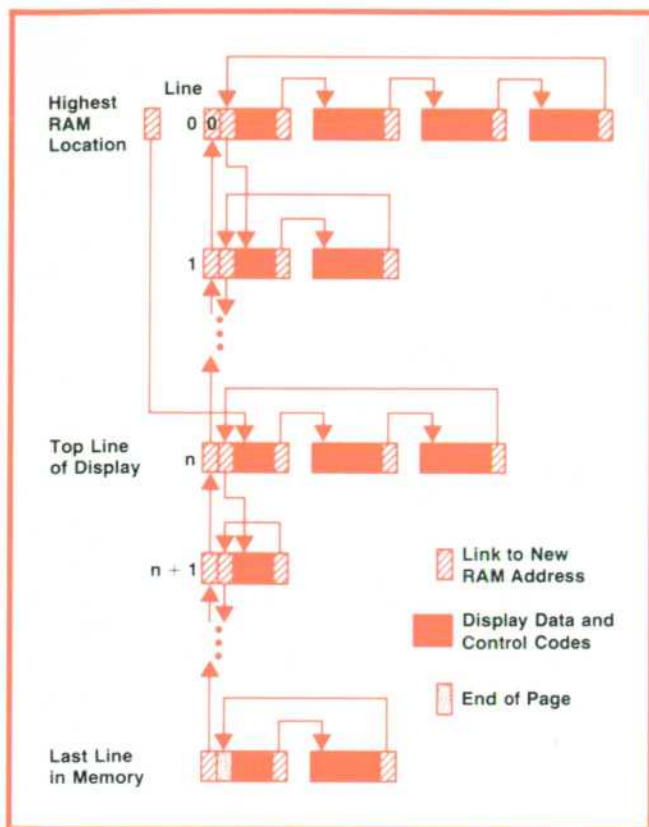 Line
Highest
RAM
Location
0 0
1
Top Line
of Display
n
n + 1
Link to New
RAM Address
Display Data and
Control Codes
End of Page
Last Line
in Memory